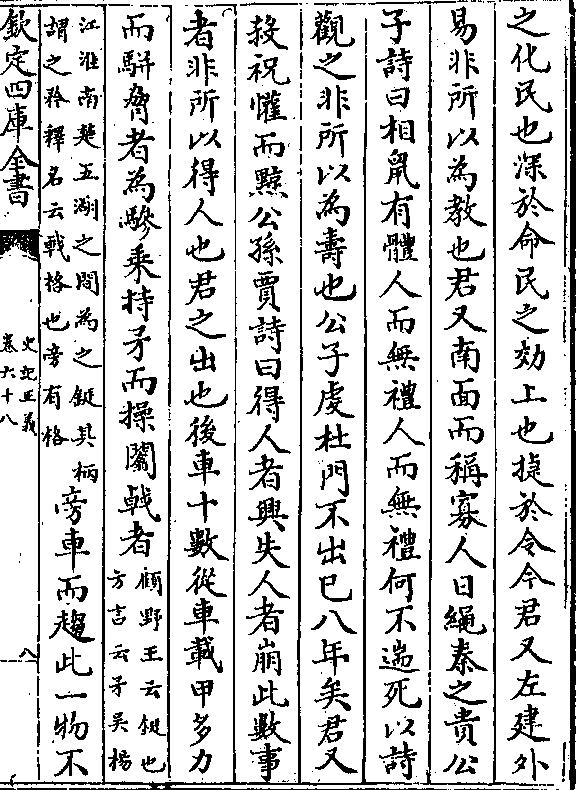 之化民也深於命民之效上也捷於令今君又左建外
易非所以為教也君又南面而稱寡人日繩秦之貴公
子詩曰相鼠有體人而無禮人而無禮何不遄死以詩
觀之非所以為壽也公子虔杜門不出已八年矣君又
殺祝懽而黥公孫賈詩曰得人者興失人者崩此數事
者非所以得人也君之出也後車十數從車載甲多力
而駢脅者為驂乘持矛而操闟戟者
顧野王云鋋也
方言云矛吳楊
江淮南楚五湖之間為之鋋其柄
謂之矜釋名云戟格也旁有格
旁車而趨此一物不
欽定四庫全書
史記正義
卷六十八
八